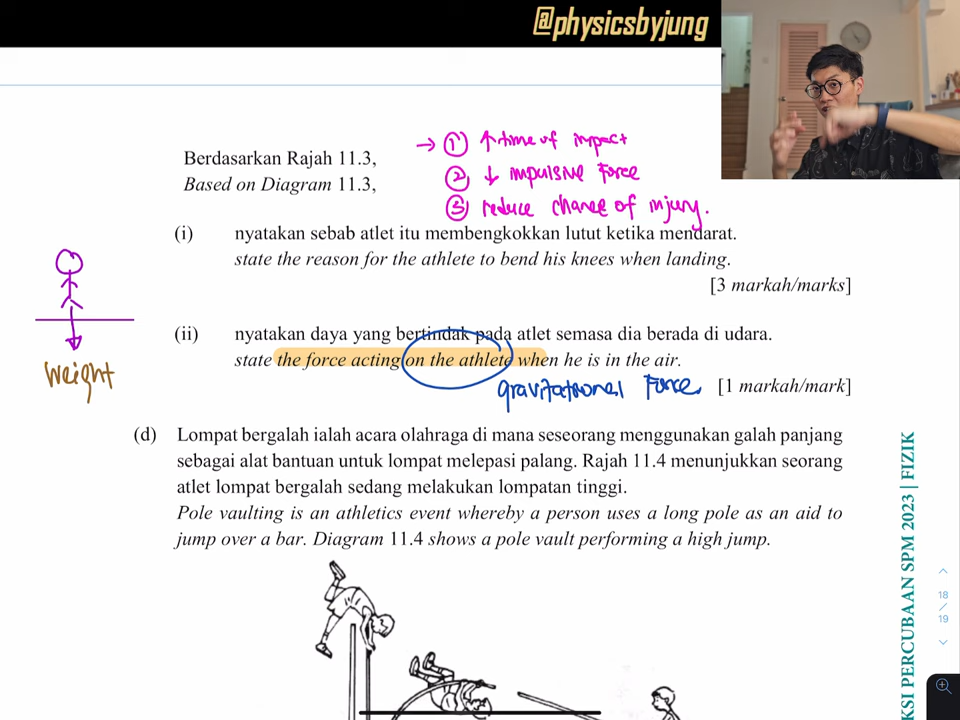 @physicsbyjung
Berdasarkan Rajah 11.3,
Based on Diagram 11.3,
→ ① ↑ time of impact
② ↓ impulsive force
③ reduce chance of injury.
(i) nyatakan sebab atlet itu membengkokkan lutut ketika mendarat.
state the reason for the athlete to bend his knees when landing.
[3 markah/marks]
(ii) nyatakan daya yang bertindak pada atlet semasa dia berada di udara.
state the force acting on the athlete when he is in the air.
gravitational Force
[1 markah/mark]
weight
(d) Lompat bergalah ialah acara olahraga di mana seseorang menggunakan galah panjang
sebagai alat bantuan untuk lompat melepasi palang. Rajah 11.4 menunjukkan seorang
atlet lompat bergalah sedang melakukan lompatan tinggi.
Pole vaulting is an athletics event whereby a person uses a long pole as an aid to
jump over a bar. Diagram 11.4 shows a pole vault performing a high jump.
KSI PERCUBAAN SPM 2023 | FIZIK
18
/
19